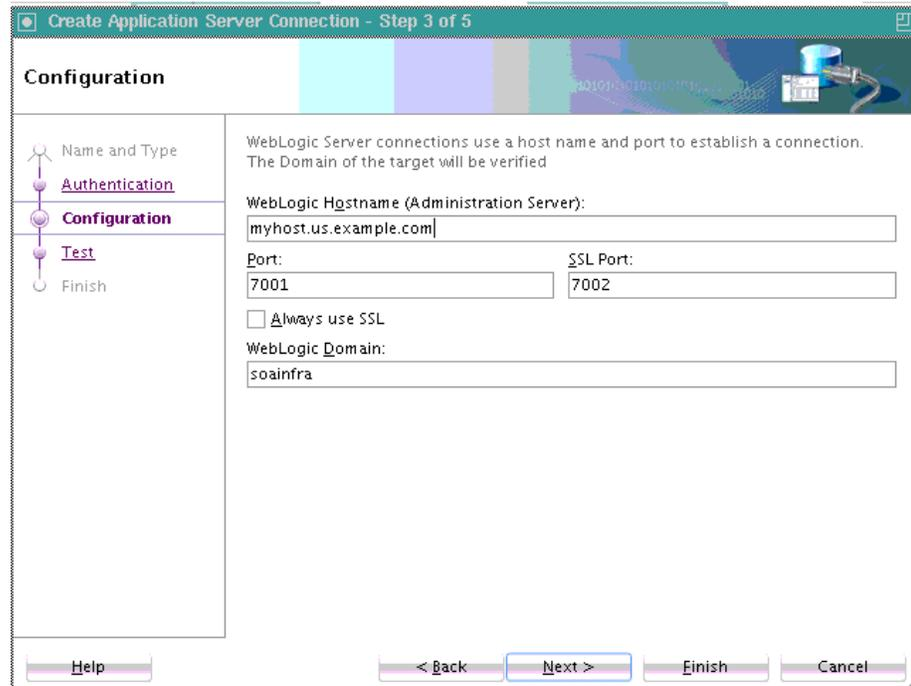 Create Application Server Connection - Step 3 of 5
Configuration
Name and Type
Authentication
Configuration
Test
Finish
WebLogic Server connections use a host name and port to establish a connection.
The Domain of the target will be verified
WebLogic Hostname (Administration Server):
myhost.us.example.com
Port:
SSL Port:
7001
7002
Always use SSL
WebLogic Domain:
soainfra
Help
< Back
Next >
Finish
Cancel